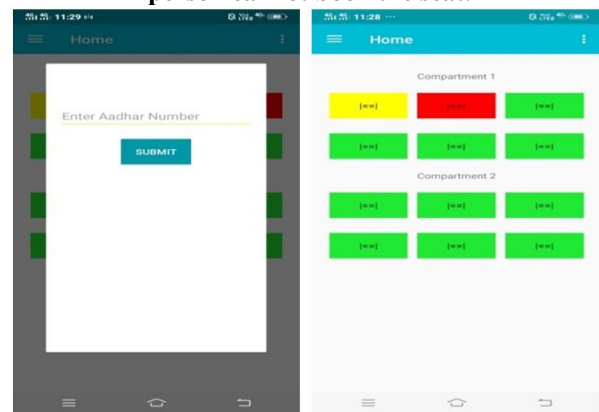 11:29
Home
Enter Aadhar Number
SUBMIT
11:28 ...
Home
Compartment 1
|==| |==| |==|
|==| |==| |==|
Compartment 2
|==| |==| |==|
|==| |==| |==|